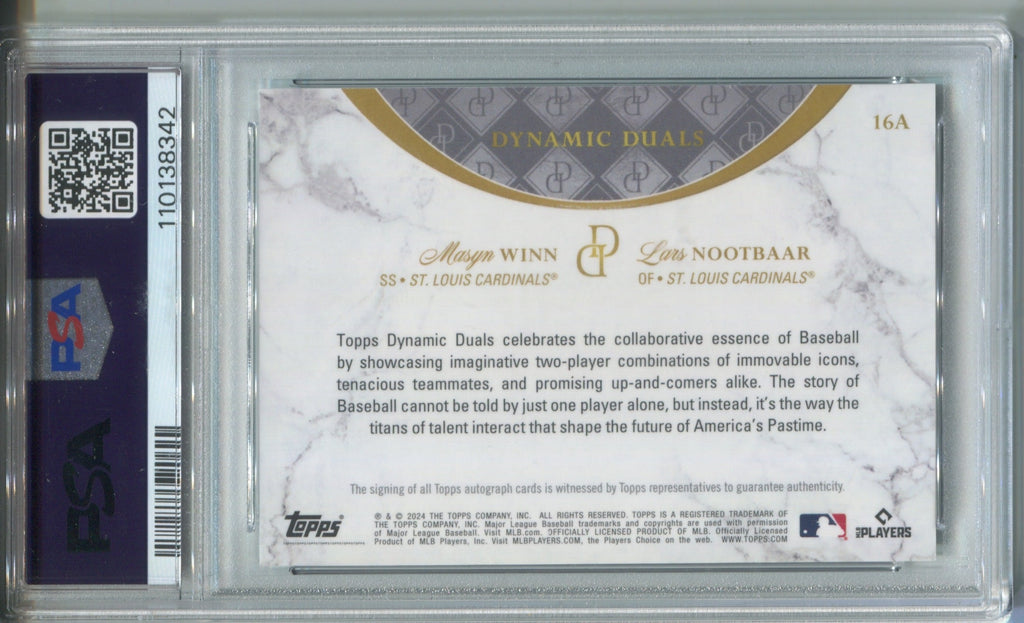 110138342
PSA
PSA
DYNAMIC DUALS
16A
Masyn WINN
SS • ST. LOUIS CARDINALS®
DD
Lars NOOTBAAR
OF • ST. LOUIS CARDINALS®
Topps Dynamic Duals celebrates the collaborative essence of Baseball
by showcasing imaginative two-player combinations of immovable icons,
tenacious teammates, and promising up-and-comers alike. The story of
Baseball cannot be told by just one player alone, but instead, it's the way the
titans of talent interact that shape the future of America's Pastime.
The signing of all Topps autograph cards is witnessed by Topps representatives to guarantee authenticity.
topps®
® & © 2024 THE TOPPS COMPANY, INC. ALL RIGHTS RESERVED. TOPPS IS A REGISTERED TRADEMARK OF
THE TOPPS COMPANY, INC. Major League Baseball trademarks and copyrights are used with permission
of Major League Baseball. Visit MLB.com. OFFICIALLY LICENSED PRODUCT OF MLB. Officially Licensed
Product of MLB Players, Inc. Visit MLBPLAYERS.COM, the Players Choice on the web. WWW.TOPPS.COM
MLB PLAYERS